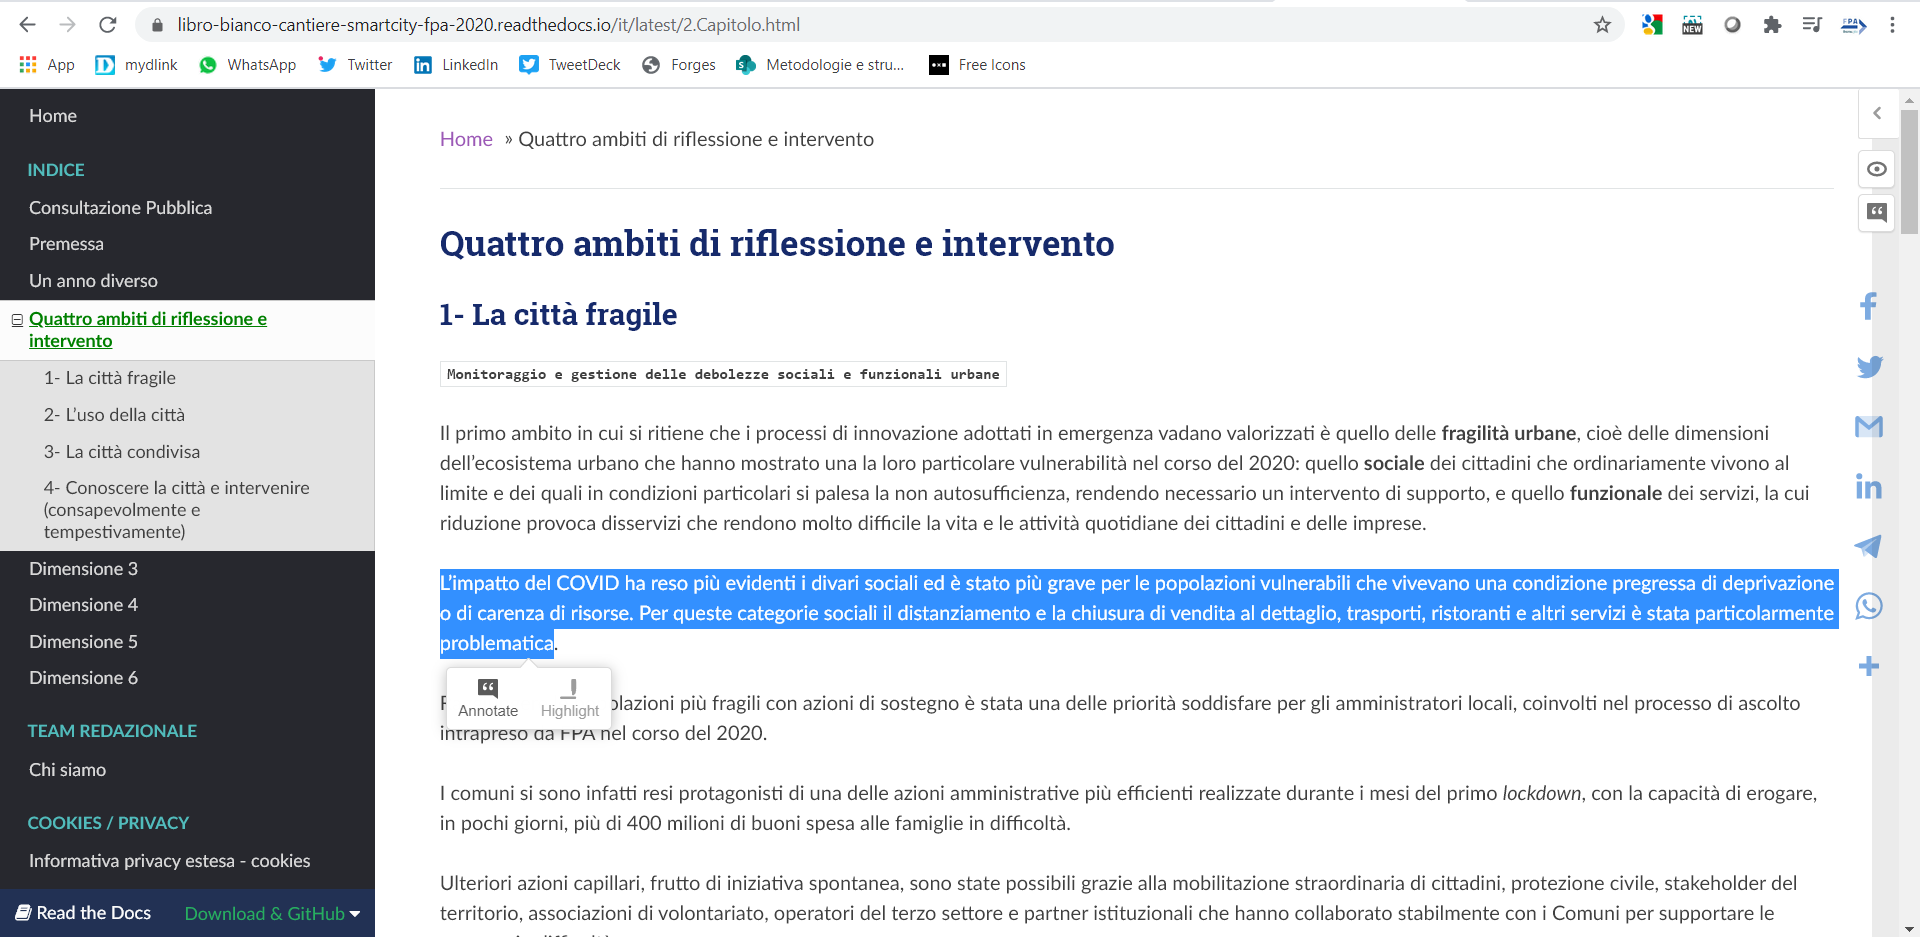 libro-bianco-cantiere-smartcity-fpa-2020.readthedocs.io/it/latest/2.Capitolo.html
NEW
FPA
App
mydlink
WhatsApp
Twitter
LinkedIn
TweetDeck
Forges
Metodologie e stru...
Free Icons
Home
INDICE
Consultazione Pubblica
Premessa
Un anno diverso
Quattro ambiti di riflessione e
intervento
1- La città fragile
2- L'uso della città
3- La città condivisa
4- Conoscere la città e intervenire
(consapevolmente e
tempestivamente)
Dimensione 3
Dimensione 4
Dimensione 5
Dimensione 6
TEAM REDAZIONALE
Chi siamo
COOKIES / PRIVACY
Informativa privacy estesa - cookies
Read the Docs
Download & GitHub
Home » Quattro ambiti di riflessione e intervento
Quattro ambiti di riflessione e intervento
1- La città fragile
Monitoraggio e gestione delle debolezze sociali e funzionali urbane
Il primo ambito in cui si ritiene che i processi di innovazione adottati in emergenza vadano valorizzati è quello delle fragilità urbane, cioè delle dimensioni
dell'ecosistema urbano che hanno mostrato una la loro particolare vulnerabilità nel corso del 2020: quello sociale dei cittadini che ordinariamente vivono al
limite e dei quali in condizioni particolari si palesa la non autosufficienza, rendendo necessario un intervento di supporto, e quello funzionale dei servizi, la cui
riduzione provoca disservizi che rendono molto difficile la vita e le attività quotidiane dei cittadini e delle imprese.
L'impatto del COVID ha reso più evidenti i divari sociali ed è stato più grave per le popolazioni vulnerabili che vivevano una condizione pregressa di deprivazione
o di carenza di risorse. Per queste categorie sociali il distanziamento e la chiusura di vendita al dettaglio, trasporti, ristoranti e altri servizi è stata particolarmente
problematica.
Annotate
Highlight
olazioni più fragili con azioni di sostegno è stata una delle priorità soddisfare per gli amministratori locali, coinvolti nel processo di ascolto
intrapreso da FPA nel corso del 2020.
I comuni si sono infatti resi protagonisti di una delle azioni amministrative più efficienti realizzate durante i mesi del primo lockdown, con la capacità di erogare,
in pochi giorni, più di 400 milioni di buoni spesa alle famiglie in difficoltà.
Ulteriori azioni capillari, frutto di iniziativa spontanea, sono state possibili grazie alla mobilitazione straordinaria di cittadini, protezione civile, stakeholder del
territorio, associazioni di volontariato, operatori del terzo settore e partner istituzionali che hanno collaborato stabilmente con i Comuni per supportare le